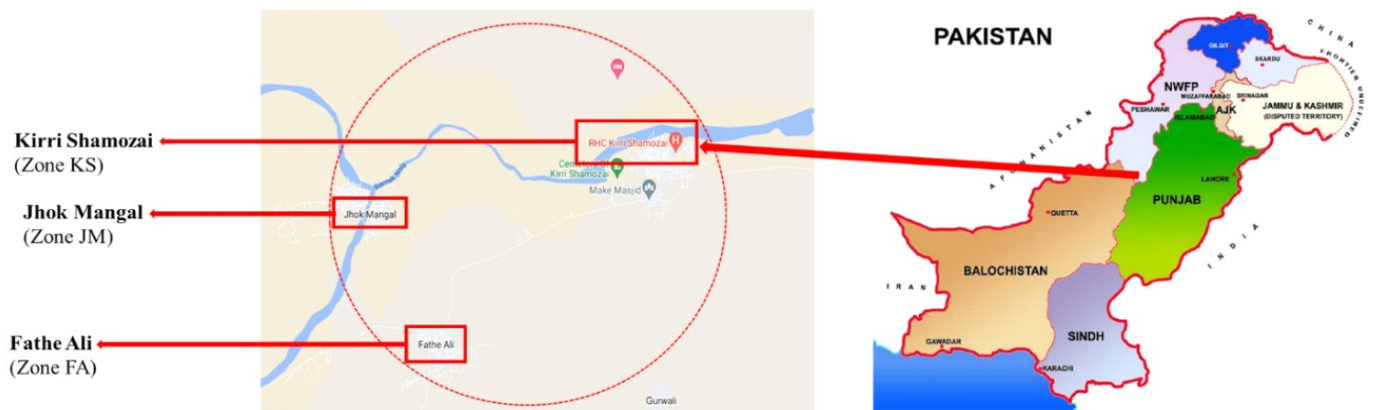 Kirri Shamozai
(Zone KS)
Jhok Mangal
(Zone JM)
Fathe Ali
(Zone FA)
RHC Kirri Shamozai
Kirri Shamozai
Make Masjid
Jhok Mangal
Fathe Ali
Gurwali
PAKISTAN
CHINA
FRONTIER UNDEFINED
GILGIT
SKARDU
NWFP
MUZAFFARABAD
SRINAGAR
PESHAWAR
AJK
JAMMU & KASHMIR
(DISPUTED TERRITORY)
ISLAMABAD
AFGHANISTAN
LAHORE
PUNJAB
QUETTA
INDIA
BALOCHISTAN
IRAN
SINDH
GAWADAR
KARACHI